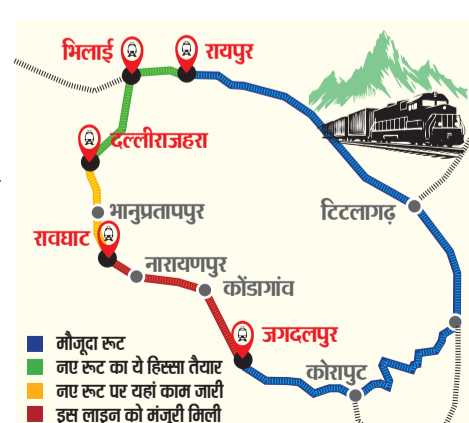 भिलाई
रायपुर
दल्लीराजहरा
भानुप्रतापपुर
टिटलागढ़
रावघाट
नारायणपुर
कोंडागांव
जगदलपुर
कोरापुट
मौजूदा रूट
नए रूट का ये हिस्सा तैयार
नए रूट पर यहां काम जारी
इस लाइन को मंजूरी मिली